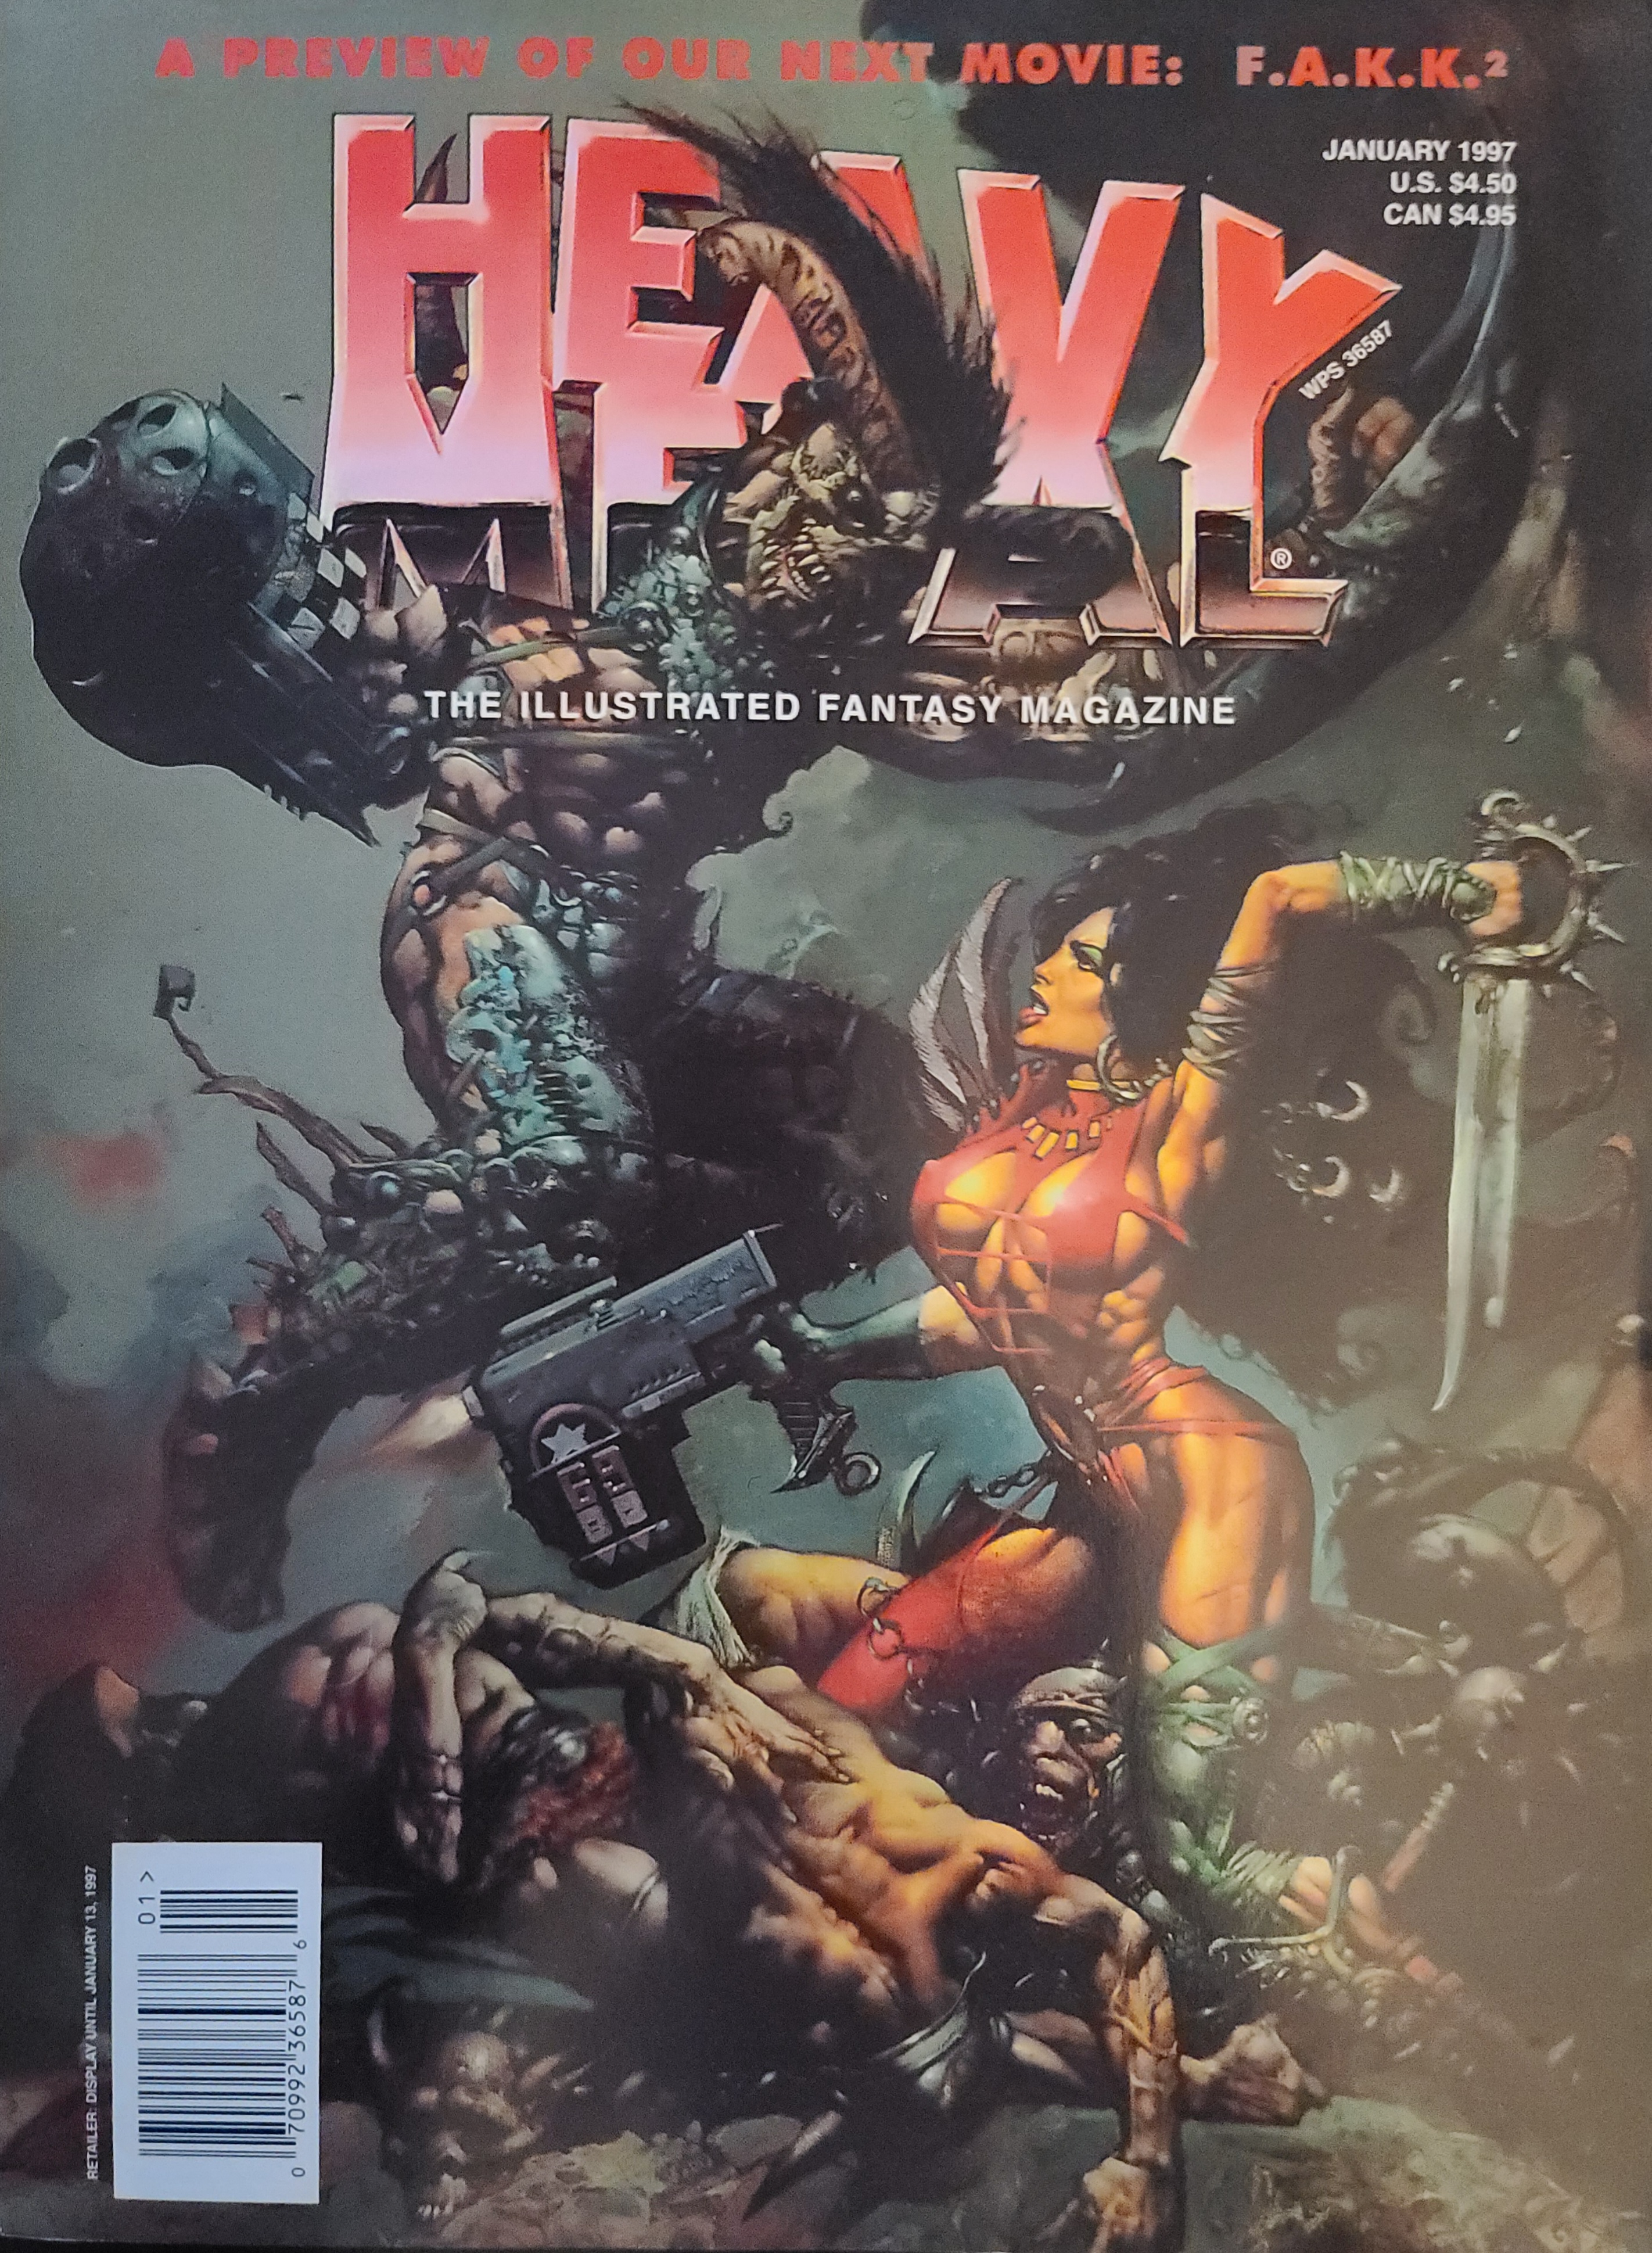 A PREVIEW OF OUR NEXT MOVIE: F.A.K.K.²
JANUARY 1997
U.S. $4.50
CAN $4.95
HEAVY
METAL®
WPS 36587
THE ILLUSTRATED FANTASY MAGAZINE
RETAILER: DISPLAY UNTIL JANUARY 13, 1997
01>
0 70992 36587 6